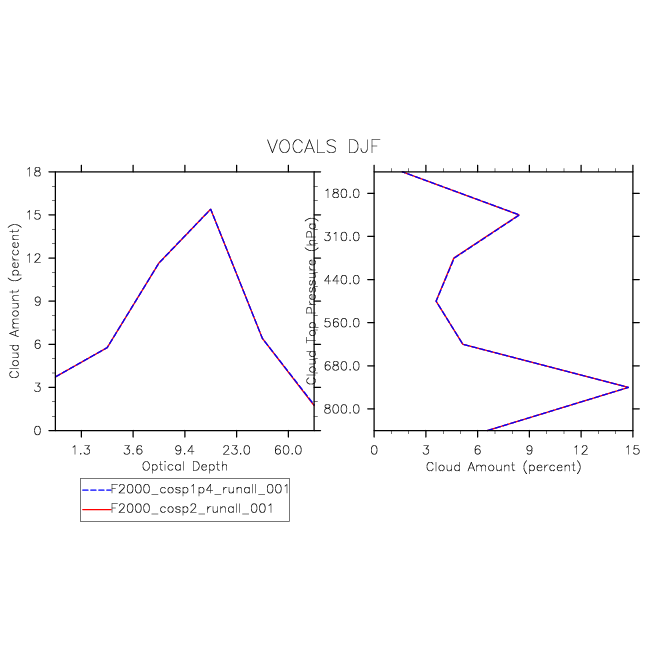 VOCALS DJF
18
15
12
9
6
3
0
Cloud Amount (percent)
1.3 3.6 9.4 23.0 60.0
Optical Depth
180.0
310.0
440.0
560.0
680.0
800.0
Cloud Top Pressure (hPa)
0 3 6 9 12 15
Cloud Amount (percent)
F2000_cosp1p4_runall_001
F2000_cosp2_runall_001